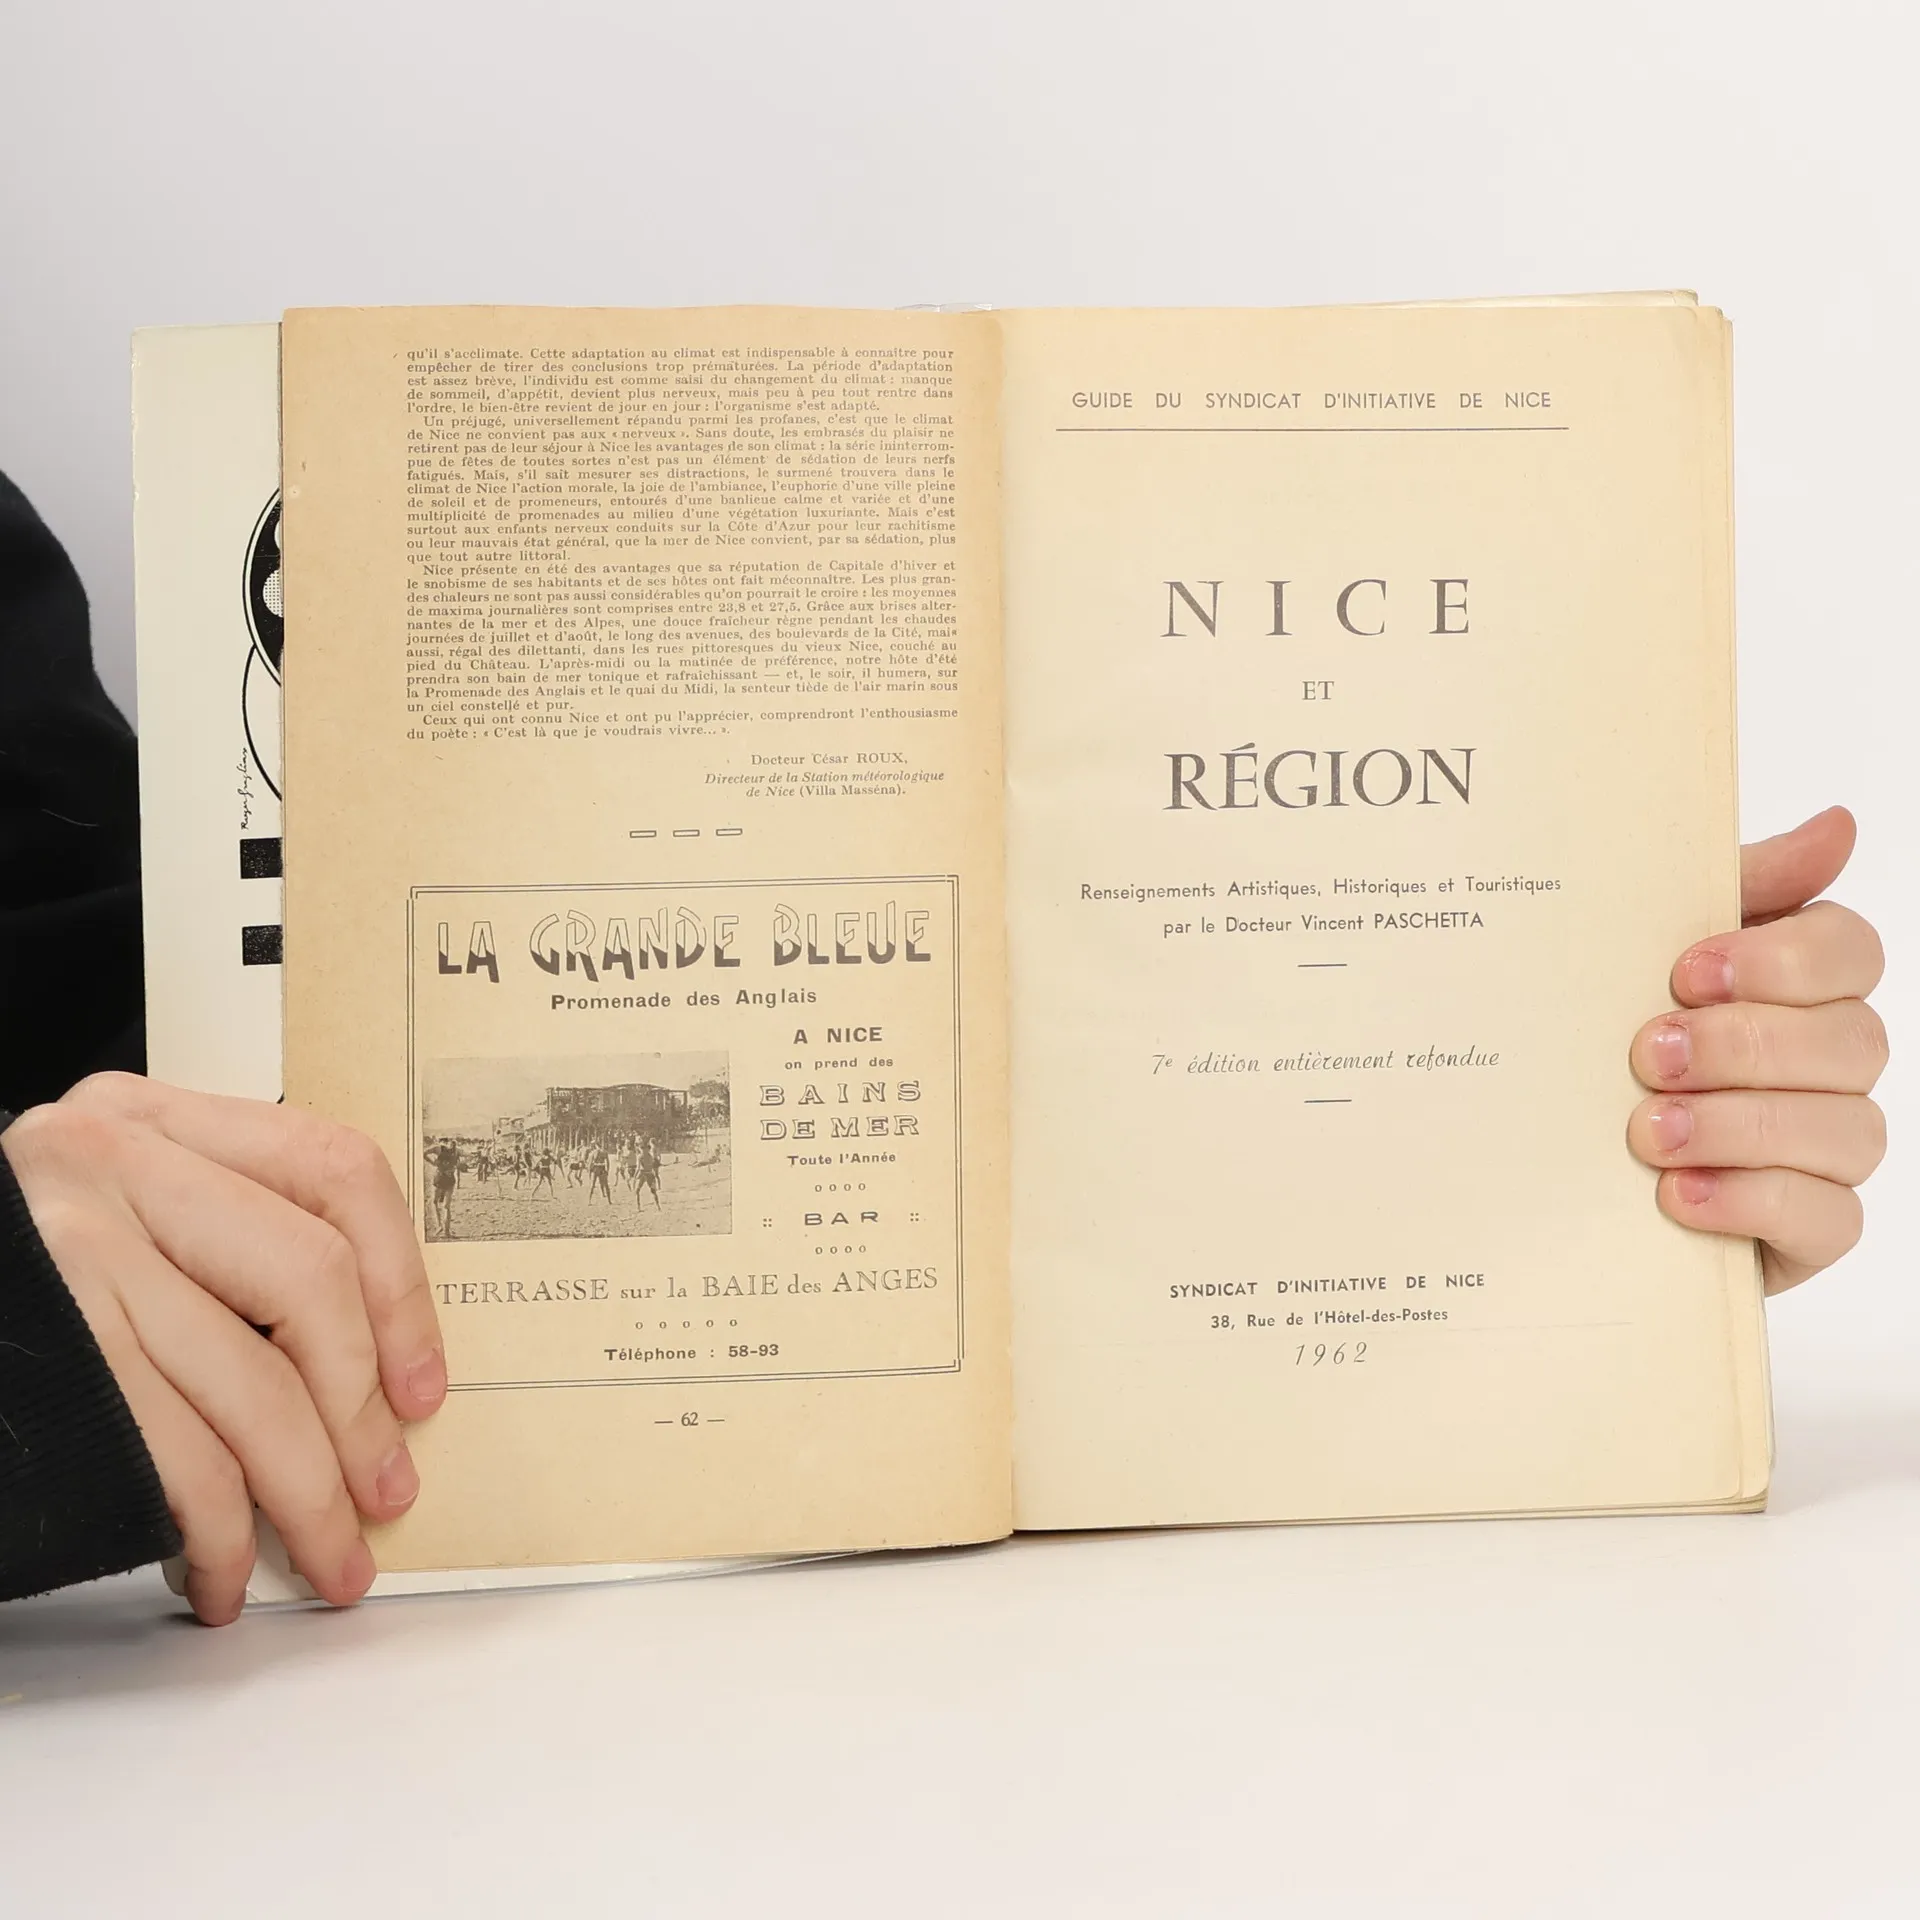 qu'il s'acclimate. Cette adaptation au climat est indispensable à connaître pour
empêcher de tirer des conclusions trop prématurées. La période d'adaptation
est assez brève, l'individu est comme saisi du changement du climat : manque
de sommeil, d'appétit, devient plus nerveux, mais peu à peu tout rentre dans
l'ordre, le bien-être revient de jour en jour : l'organisme s'est adapté.
Un préjugé, universellement répandu parmi les profanes, c'est que le climat
de Nice ne convient pas aux « nerveux ». Sans doute, les embrasés du plaisir ne
retirent pas de leur séjour à Nice les avantages de son climat : la série ininterrom-
pue de fêtes de toutes sortes n'est pas un élément de sédation de leurs nerfs
fatigués. Mais, s'il sait mesurer ses distractions, le surmené trouvera dans le
climat de Nice l'action morale, la joie de l'ambiance, l'euphorie d'une ville pleine
de soleil et de promeneurs, entourés d'une banlieue calme et variée et d'une
multiplicité de promenades au milieu d'une végétation luxuriante. Mais c'est
surtout aux enfants nerveux conduits sur la Côte d'Azur pour leur rachitisme
ou leur mauvais état général, que la mer de Nice convient, par sa sédation, plus
que tout autre littoral.
Nice présente en été des avantages que sa réputation de Capitale d'hiver et
le snobisme de ses habitants et de ses hôtes ont fait méconnaître. Les plus gran-
des chaleurs ne sont pas aussi considérables qu'on pourrait le croire : les moyennes
de maxima journalières sont comprises entre 23,8 et 27,5. Grâce aux brises alter-
nantes de la mer et des Alpes, une douce fraîcheur règne pendant les chaudes
journées de juillet et d'août, le long des avenues, des boulevards de la Cité, mais
aussi, régal des dilettanti, dans les rues pittoresques du vieux Nice, couché au
pied du Château. L'après-midi ou la matinée de préférence, notre hôte d'été
prendra son bain de mer tonique et rafraîchissant — et, le soir, il humera, sur
la Promenade des Anglais et le quai du Midi, la senteur tiède de l'air marin sous
un ciel constellé et pur.
Ceux qui ont connu Nice et ont pu l'apprécier, comprendront l'enthousiasme
du poète : « C'est là que je voudrais vivre... ».
Docteur César ROUX,
Directeur de la Station météorologique
de Nice (Villa Masséna).
LA GRANDE BLEUE
Promenade des Anglais
A NICE
on prend des
BAINS
DE MER
Toute l'Année
BAR
TERRASSE sur la BAIE des ANGES
Téléphone : 58-93
— 62 —
GUIDE DU SYNDICAT D'INITIATIVE DE NICE
NICE
ET
RÉGION
Renseignements Artistiques, Historiques et Touristiques
par le Docteur Vincent PASCHETTA
7e édition entièrement refondue
SYNDICAT D'INITIATIVE DE NICE
38, Rue de l'Hôtel-des-Postes
1962